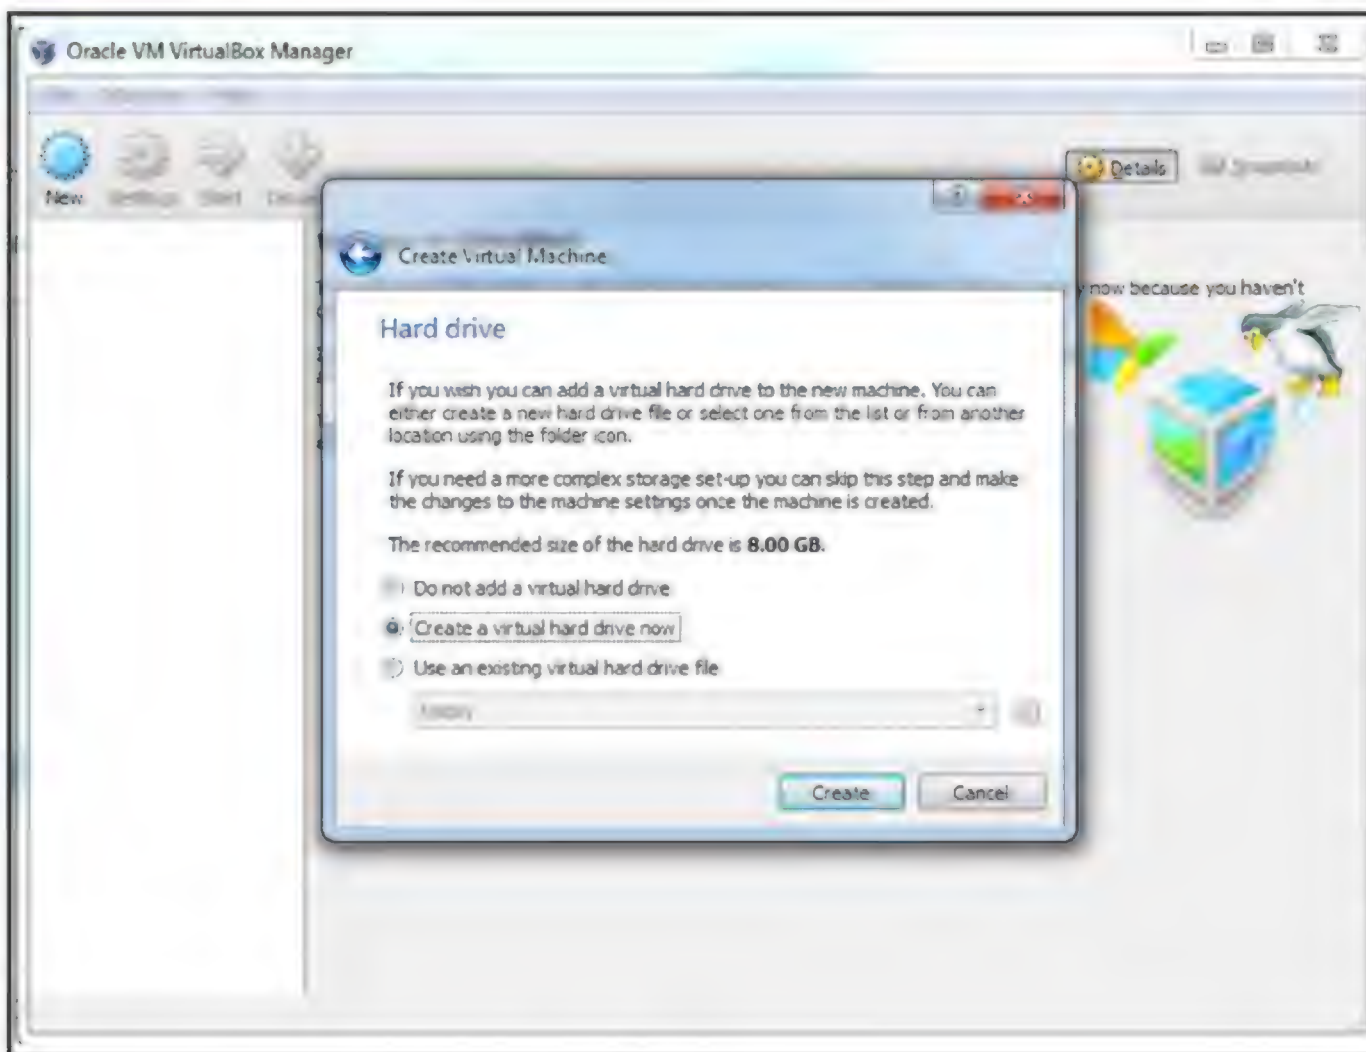 Oracle VM VirtualBox Manager
New
Start
Details
Create Virtual Machine
now because you haven't
Hard drive
If you wish you can add a virtual hard drive to the new machine. You can
either create a new hard drive file or select one from the list or from another
location using the folder icon.
If you need a more complex storage set-up you can skip this step and make
the changes to the machine settings once the machine is created.
The recommended size of the hard drive is 8.00 GB.
Do not add a virtual hard drive
Create a virtual hard drive now
Use an existing virtual hard drive file
Create
Cancel